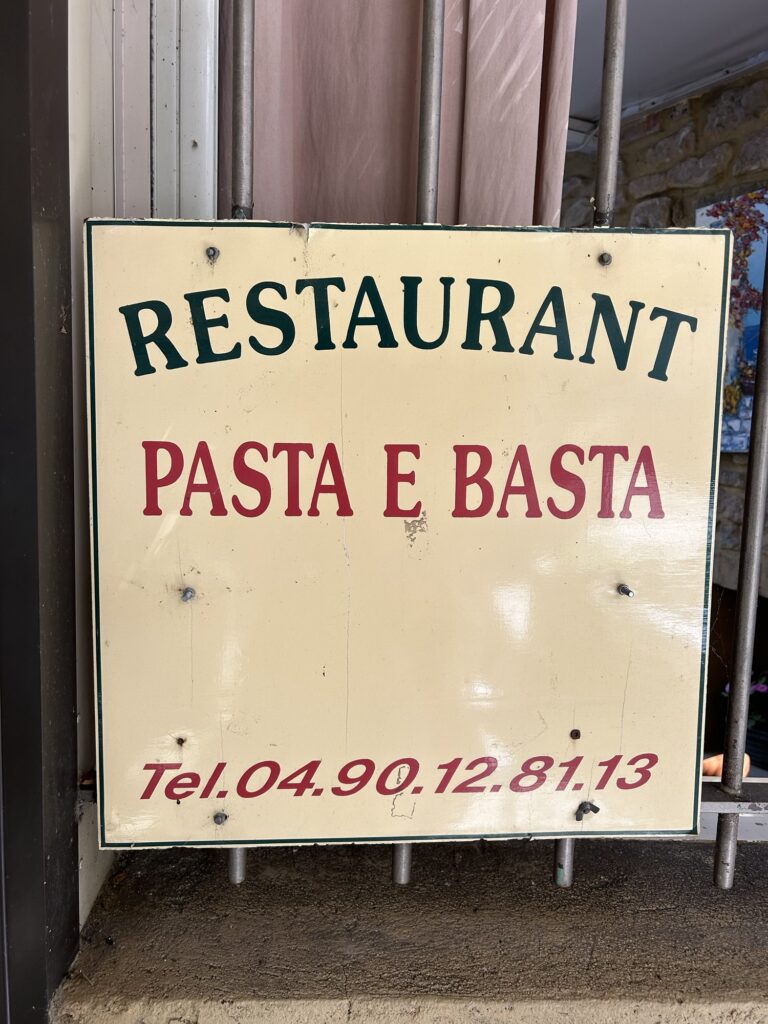 RESTAURANT
PASTA E BASTA
Tel.04.90.12.81.13